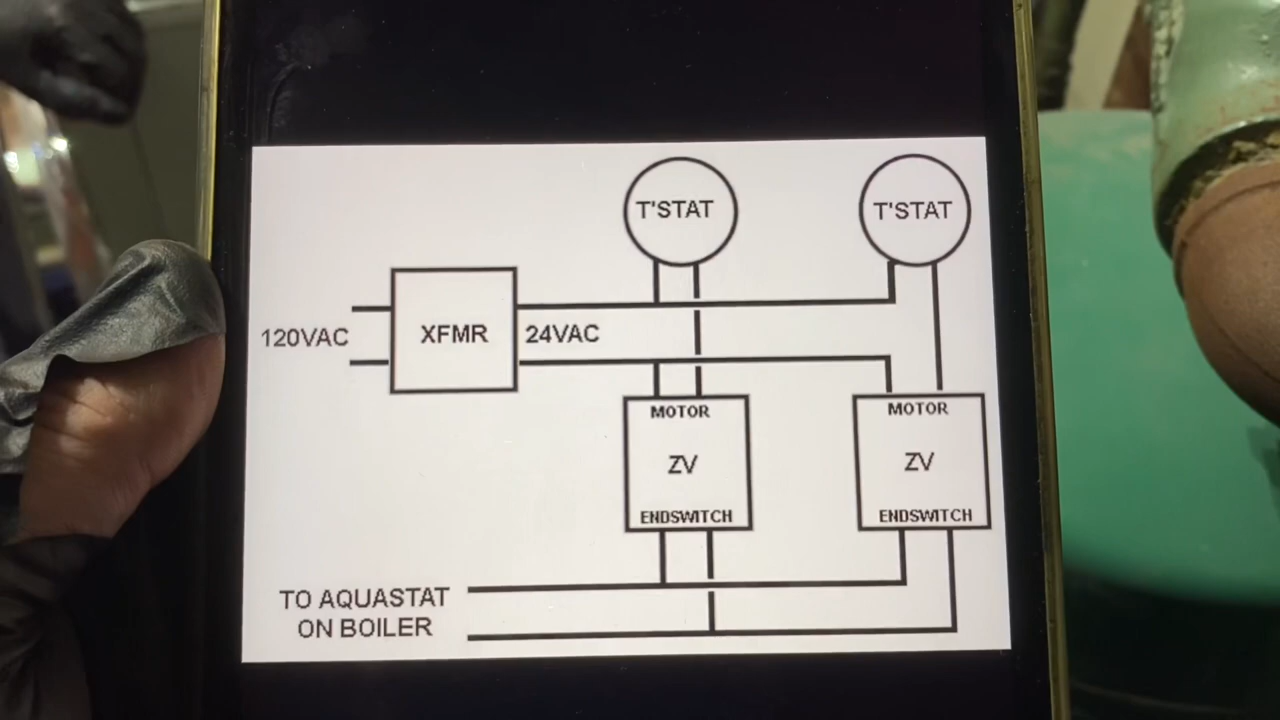 T'STAT
T'STAT
120VAC
XFMR
24VAC
MOTOR
ZV
ENDSWITCH
MOTOR
ZV
ENDSWITCH
TO AQUASTAT
ON BOILER